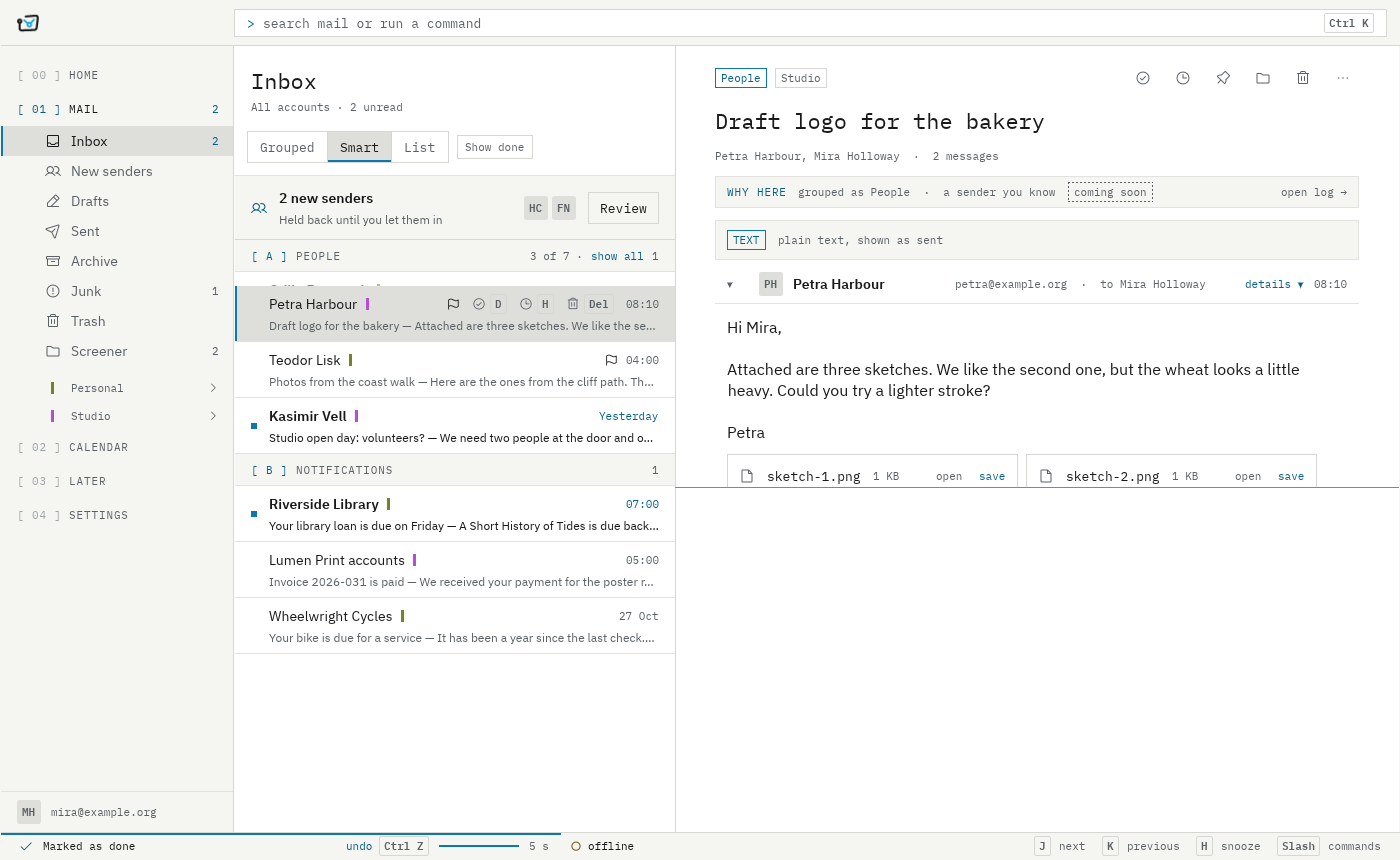 > search mail or run a command Ctrl K
[ 00 ] HOME
[ 01 ] MAIL 2
Inbox 2
New senders
Drafts
Sent
Archive
Junk 1
Trash
Screener 2
Personal
Studio
[ 02 ] CALENDAR
[ 03 ] LATER
[ 04 ] SETTINGS
MH mira@example.org
Inbox
All accounts · 2 unread
Grouped Smart List Show done
2 new senders
Held back until you let them in
HC FN Review
[ A ] PEOPLE 3 of 7 · show all 1
Petra Harbour D H Del 08:10
Draft logo for the bakery — Attached are three sketches. We like the se…
Teodor Lisk 04:00
Photos from the coast walk — Here are the ones from the cliff path. Th…
Kasimir Vell Yesterday
Studio open day: volunteers? — We need two people at the door and o…
[ B ] NOTIFICATIONS 1
Riverside Library 07:00
Your library loan is due on Friday — A Short History of Tides is due back…
Lumen Print accounts 05:00
Invoice 2026-031 is paid — We received your payment for the poster r…
Wheelwright Cycles 27 Oct
Your bike is due for a service — It has been a year since the last check.…
People Studio
Draft logo for the bakery
Petra Harbour, Mira Holloway · 2 messages
WHY HERE grouped as People · a sender you know coming soon open log →
TEXT plain text, shown as sent
▾ PH Petra Harbour petra@example.org · to Mira Holloway details ▾ 08:10
Hi Mira,
Attached are three sketches. We like the second one, but the wheat looks a little
heavy. Could you try a lighter stroke?
Petra
sketch-1.png 1 KB open save
sketch-2.png 1 KB open save
Marked as done undo Ctrl Z 5 s offline
J next K previous H snooze Slash commands